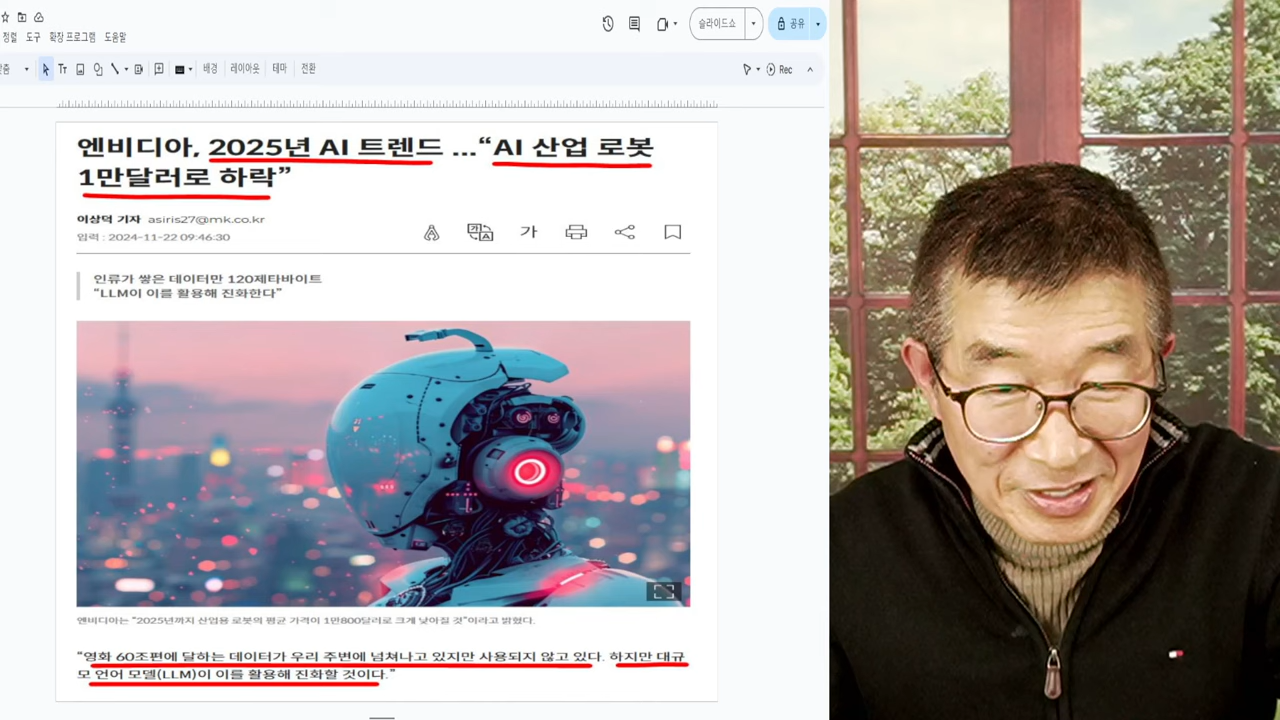 정렬 도구 확장 프로그램 도움말
슬라이드쇼
공유
배경 레이아웃 테마 전환
Rec
엔비디아, 2025년 AI 트렌드 …“AI 산업 로봇
1만달러로 하락”
이상덕 기자 asiris27@mk.co.kr
입력 : 2024-11-22 09:46:30
가
인류가 쌓은 데이터만 120제타바이트
“LLM이 이를 활용해 진화한다”
엔비디아는 “2025년까지 산업용 로봇의 평균 가격이 1만800달러로 크게 낮아질 것”이라고 밝혔다.
“영화 60조편에 달하는 데이터가 우리 주변에 넘쳐나고 있지만 사용되지 않고 있다. 하지만 대규
모 언어 모델(LLM)이 이를 활용해 진화할 것이다.”